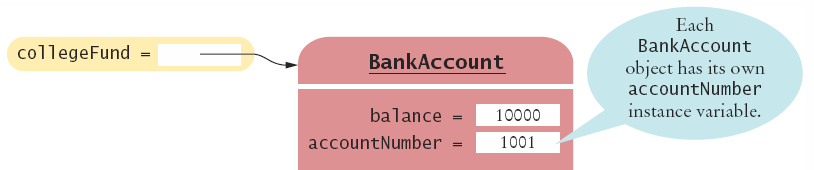 collegeFund =
BankAccount
balance = 10000
accountNumber = 1001
Each
BankAccount
object has its own
accountNumber
instance variable.